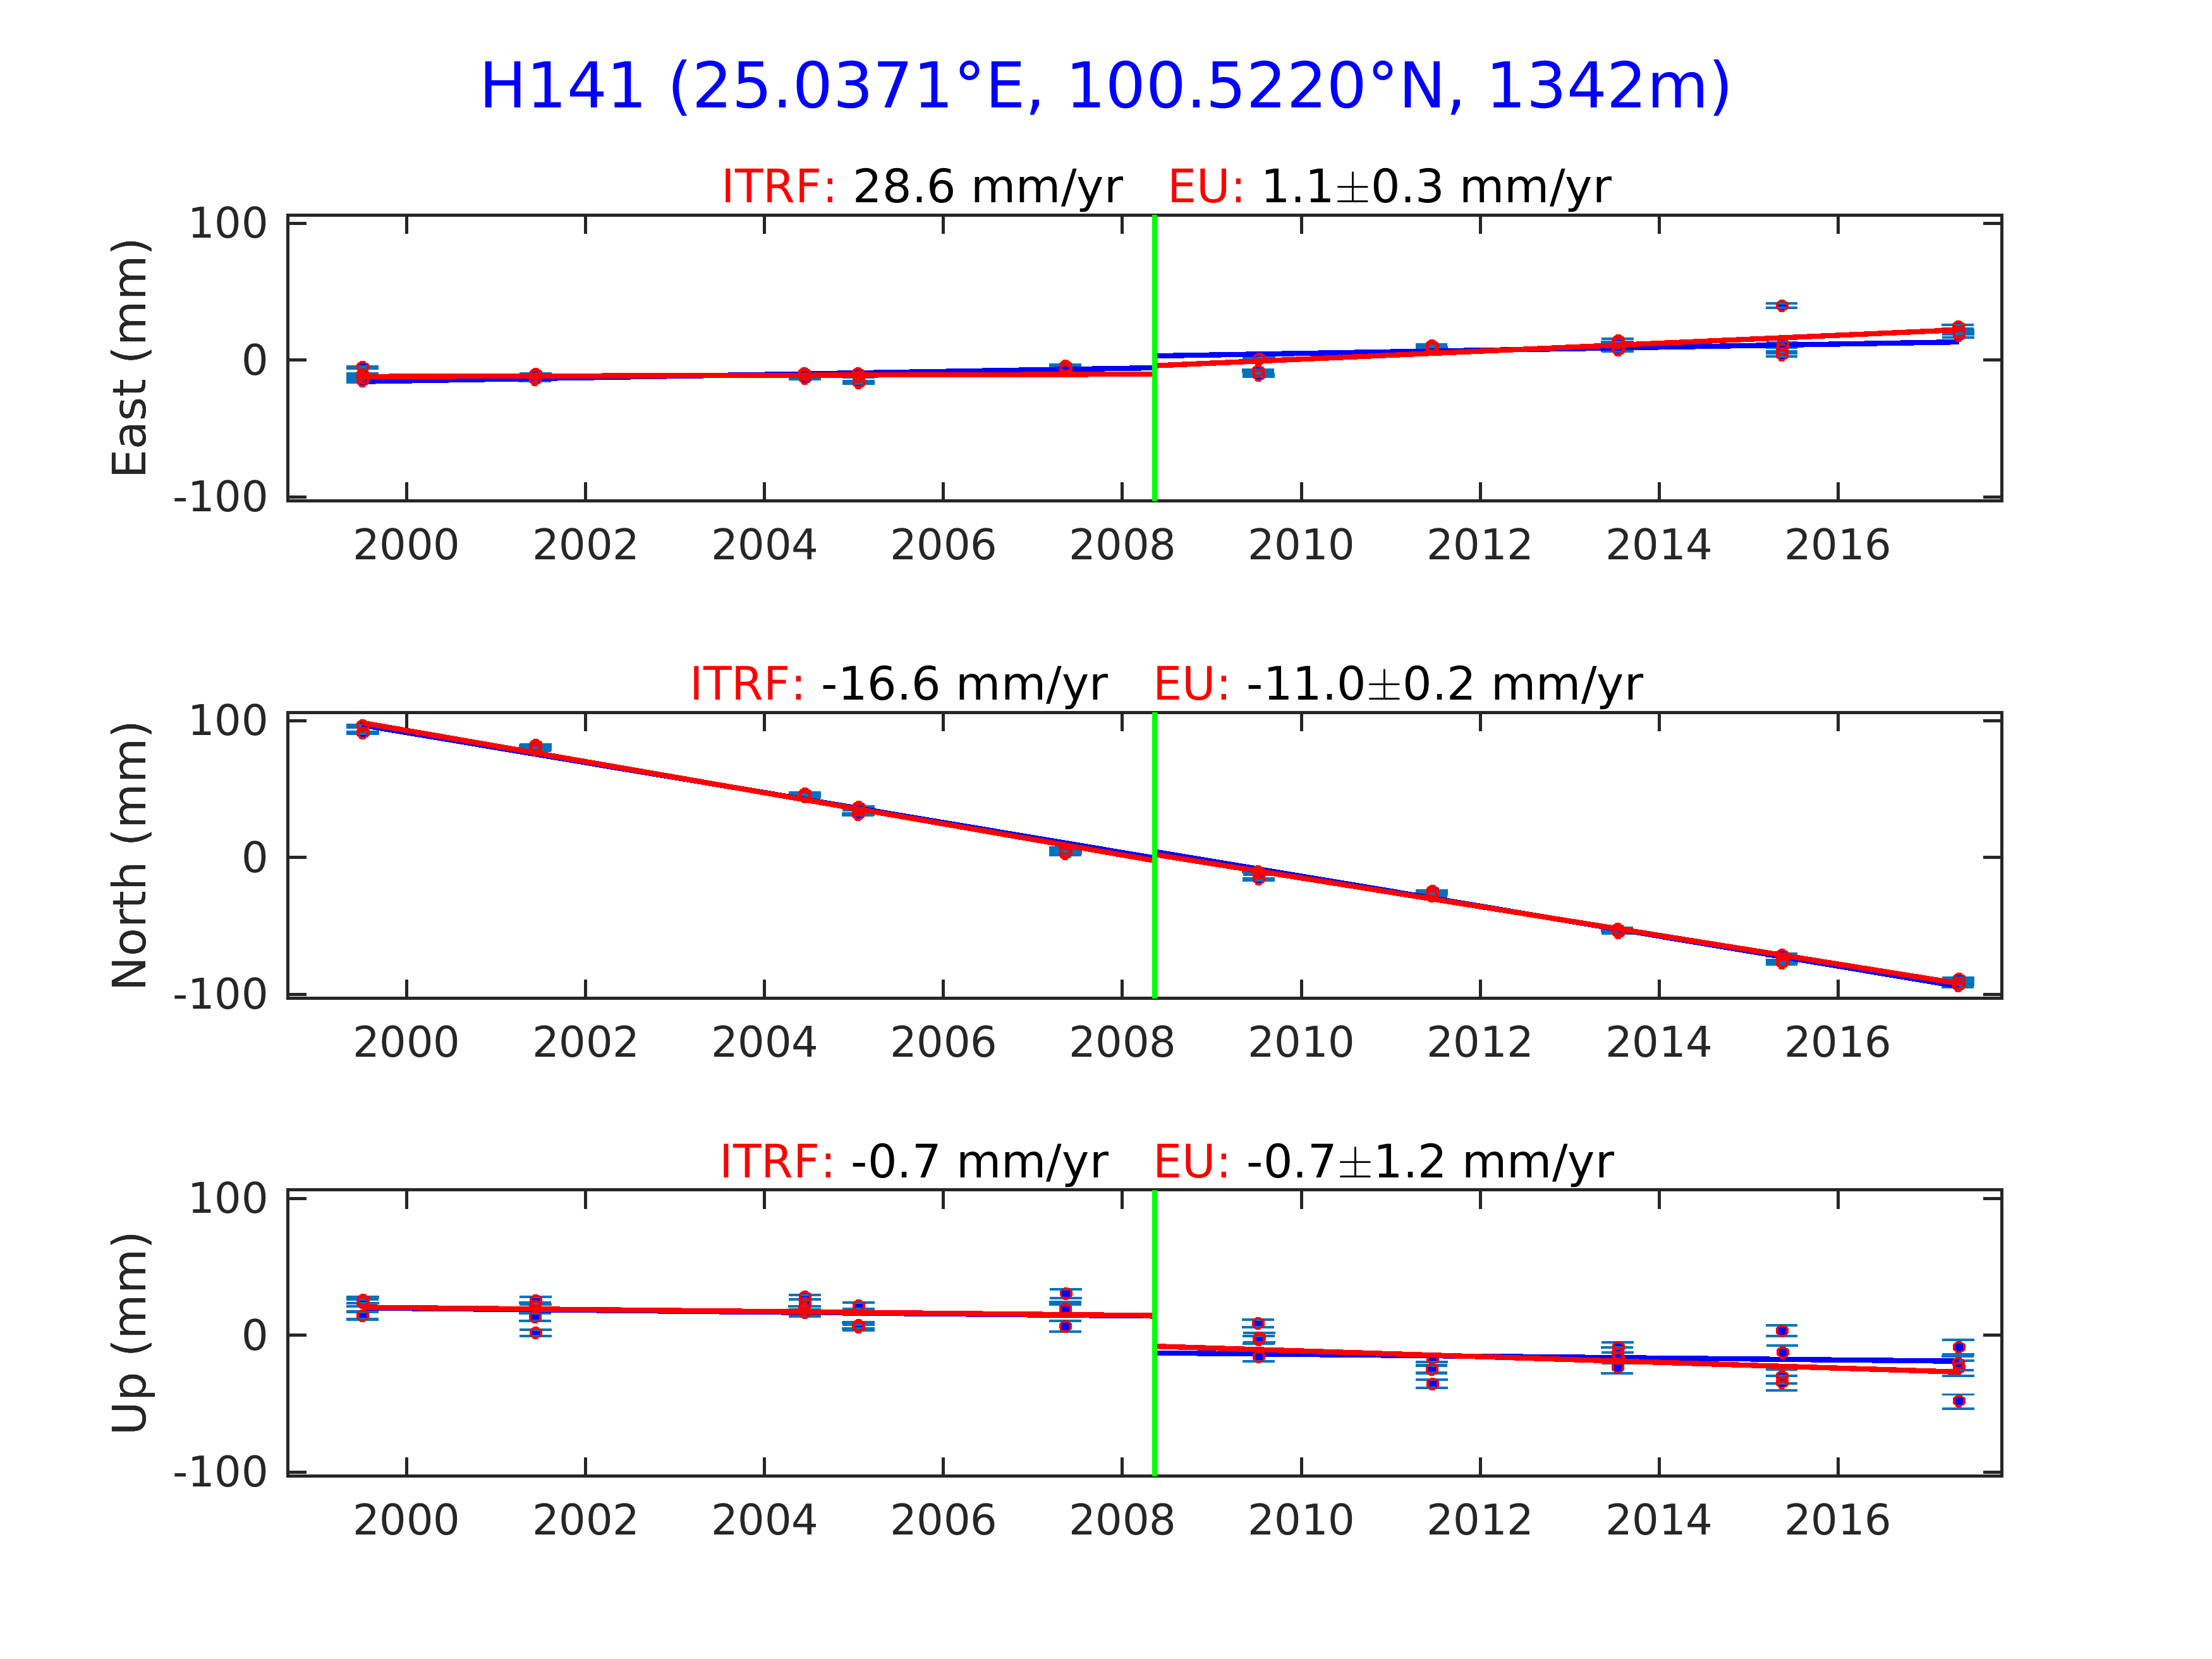 H141 (25.0371°E, 100.5220°N, 1342m)
ITRF: 28.6 mm/yr EU: 1.1±0.3 mm/yr
East (mm)
100
0
-100
2000 2002 2004 2006 2008 2010 2012 2014 2016
ITRF: -16.6 mm/yr EU: -11.0±0.2 mm/yr
North (mm)
100
0
-100
2000 2002 2004 2006 2008 2010 2012 2014 2016
ITRF: -0.7 mm/yr EU: -0.7±1.2 mm/yr
Up (mm)
100
0
-100
2000 2002 2004 2006 2008 2010 2012 2014 2016